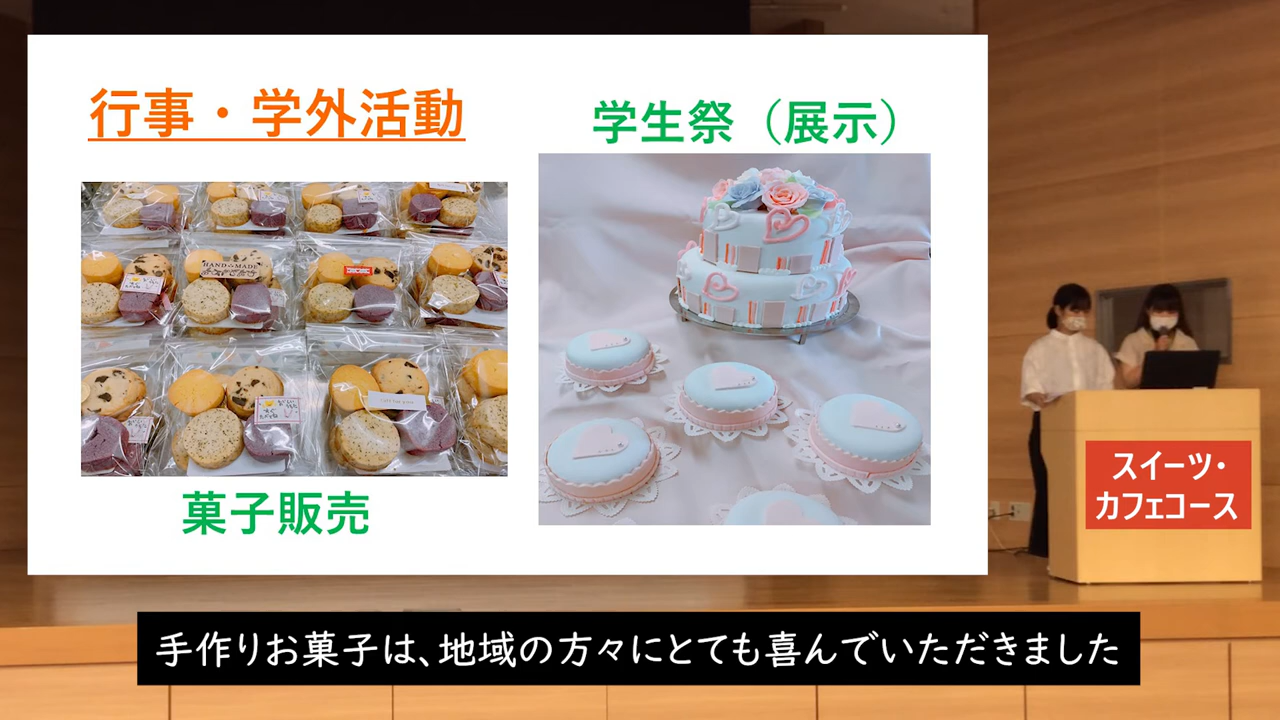 行事・学外活動
学生祭（展示）
HAND MADE
菓子販売
スイーツ・
カフェコース
手作りお菓子は、地域の方々にとても喜んでいただきました